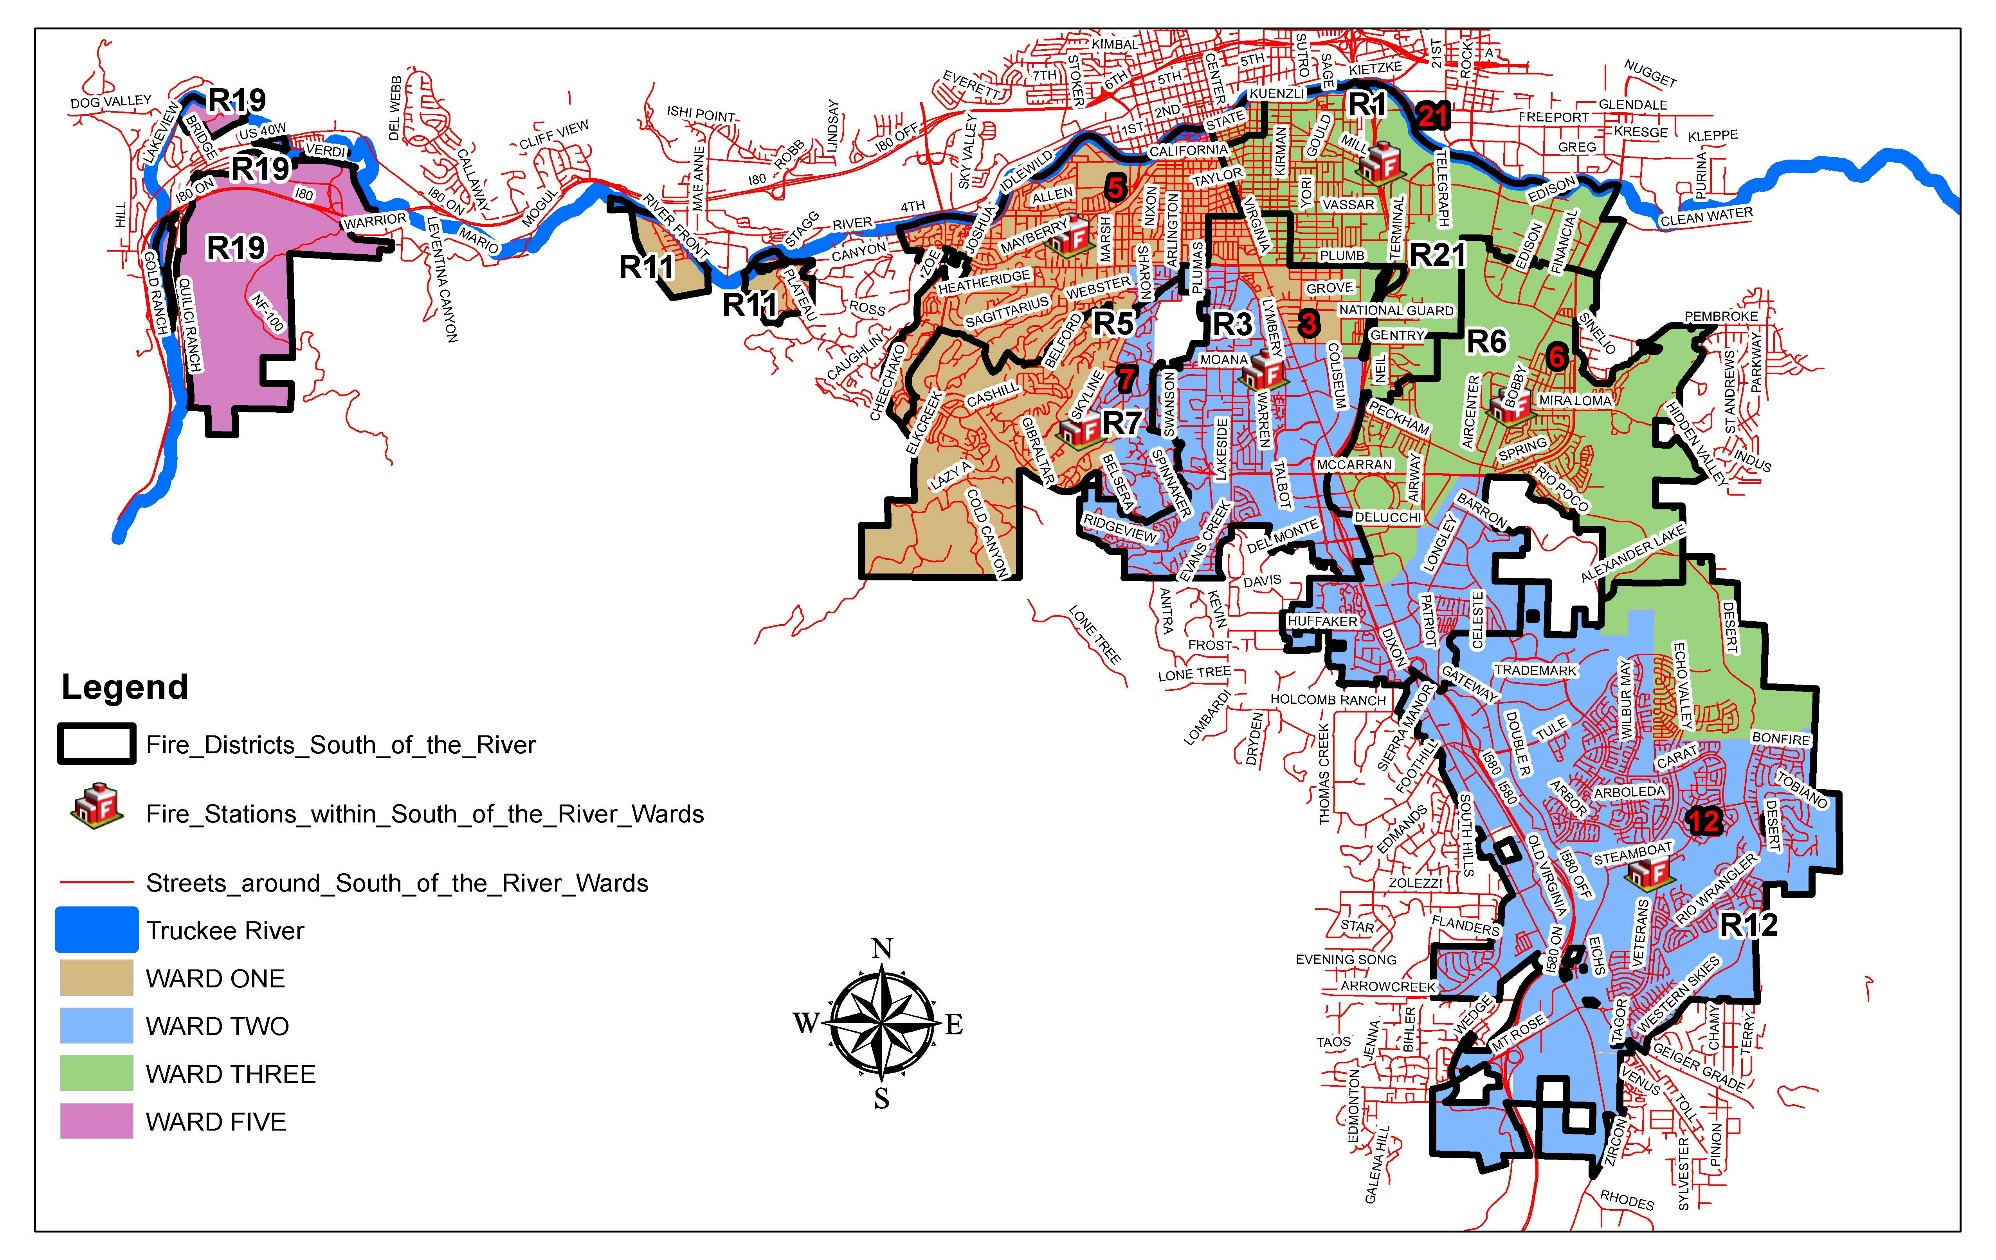 KIMBAL
STOKER
7TH
6TH
5TH
5TH
CENTER
SUTRO
SAGE
KIETZKE
21ST
ROCK
A
NUGGET
EVERETT
2ND
1ST
STATE
KUENZLI
R1
21
GLENDALE
FREEPORT
KRESGE
KLEPPE
GREG
PURINA
DOG VALLEY
R19
LAKEVIEW
BRIDGE
US 40W
VERDI
R19
I80 ON
I80
HILL
DEL WEBB
CALLAWAY
CLIFF VIEW
I80 ON
MOGUL
WARRIOR
MARIO
LEVENTINA CANYON
R19
GOLD RANCH
QUILICI RANCH
NF-100
ISHI POINT
MAE ANNE
ROBB
LINDSAY
I80
I80 OFF
SKY VALLEY
RIVER FRONT
STAGG
RIVER
4TH
CANYON
R11
R11
PLATEAU
ROSS
CAUGHLIN
CHEECHAKO
IDLEWILD
CALIFORNIA
ALLEN
5
JOSHUA
ZOE
MAYBERRY
MARSH
NIXON
ARLINGTON
TAYLOR
KIRMAN
GOULD
MILL
YORI
VASSAR
TERMINAL
TELEGRAPH
EDISON
CLEAN WATER
VIRGINIA
PLUMAS
SHARON
PLUMB
R21
EDISON
FINANCIAL
HEATHERIDGE
WEBSTER
SAGITTARIUS
BELFORD
R5
R3
LYMBERY
GROVE
3
NATIONAL GUARD
GENTRY
R6
6
SINELIO
PEMBROKE
MOANA
COLISEUM
NEIL
PARKWAY
ST ANDREWS
7
SKYLINE
CASHILL
ELKCREEK
R7
SWANSON
WARREN
PECKHAM
AIRCENTER
BOBBY
MIRA LOMA
HIDDEN VALLEY
INDUS
GIBRALTAR
LAZY A
COLD CANYON
BELSERA
SPINNAKER
LAKESIDE
TALBOT
MCCARRAN
AIRWAY
SPRING
RIO POCO
RIDGEVIEW
EVANS CREEK
DEL MONTE
DELUCCHI
BARRON
LONGLEY
ALEXANDER LAKE
DAVIS
ANITRA
KEVIN
FROST
LONE TREE
LONE TREE
HUFFAKER
DIXON
PATRIOT
CELESTE
DESERT
LOMBARDI
DRYDEN
HOLCOMB RANCH
THOMAS CREEK
SIERRA MANOR
FOOTHILL
GATEWAY
TRADEMARK
DOUBLE R
TULE
WILBUR MAY
ECHO VALLEY
BONFIRE
CARAT
I580
I580
ARBOR
ARBOLEDA
TOBIANO
DESERT
12
EDMANDS
SOUTH HILLS
OLD VIRGINIA
I580 OFF
STEAMBOAT
ZOLEZZI
RIO WRANGLER
R12
STAR
FLANDERS
I580 ON
EICHS
VETERANS
EVENING SONG
ARROWCREEK
WESTERN SKIES
WEDGE
MT ROSE
TAGOR
CHAMY
TERRY
TAOS
JENNA
BIHLER
GEIGER GRADE
VENUS
TOLL
EDMONTON
GALENA HILL
ZIRCON
SYLVESTER
PINION
RHODES
Legend
Fire_Districts_South_of_the_River
Fire_Stations_within_South_of_the_River_Wards
Streets_around_South_of_the_River_Wards
Truckee River
WARD ONE
WARD TWO
WARD THREE
WARD FIVE
N
W
E
S
F
F
F
F
F
F
F